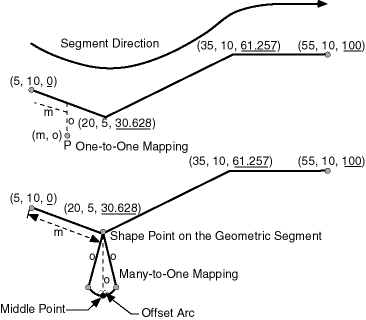 Segment Direction
(35, 10, 61.257)
(55, 10, 100)
(5, 10, 0)
m
o
(20, 5, 30.628)
(m, o)
P
One-to-One Mapping
(35, 10, 61.257)
(55, 10, 100)
(5, 10, 0)
(20, 5, 30.628)
m
Shape Point on the Geometric Segment
o
o
o
Many-to-One Mapping
Middle Point
Offset Arc